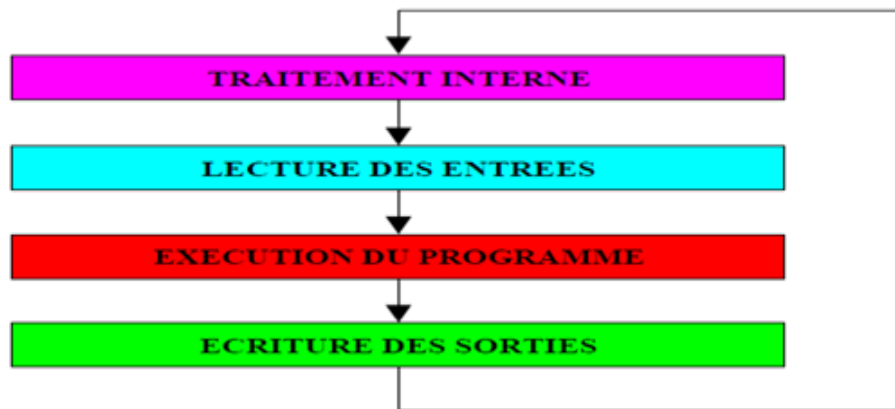 TRAITEMENT INTERNE
LECTURE DES ENTREES
EXECUTION DU PROGRAMME
ECRITURE DES SORTIES